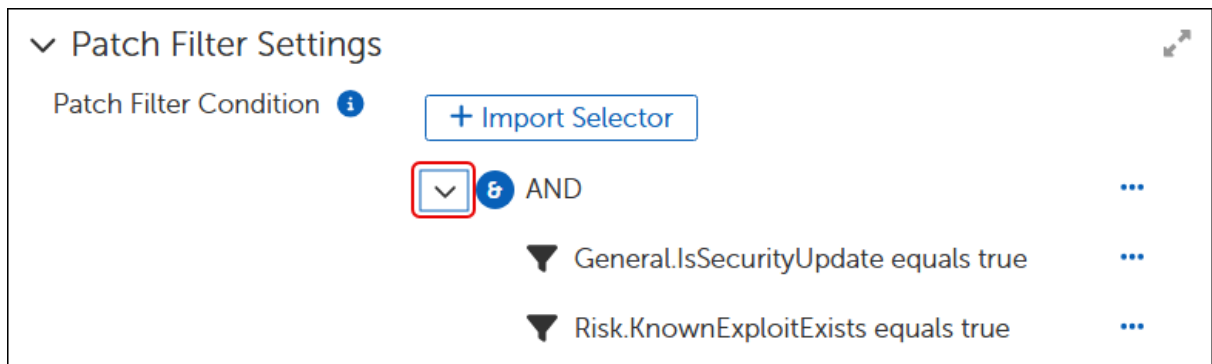 Patch Filter Settings
Patch Filter Condition i
+ Import Selector
& AND
General.IsSecurityUpdate equals true
Risk.KnownExploitExists equals true